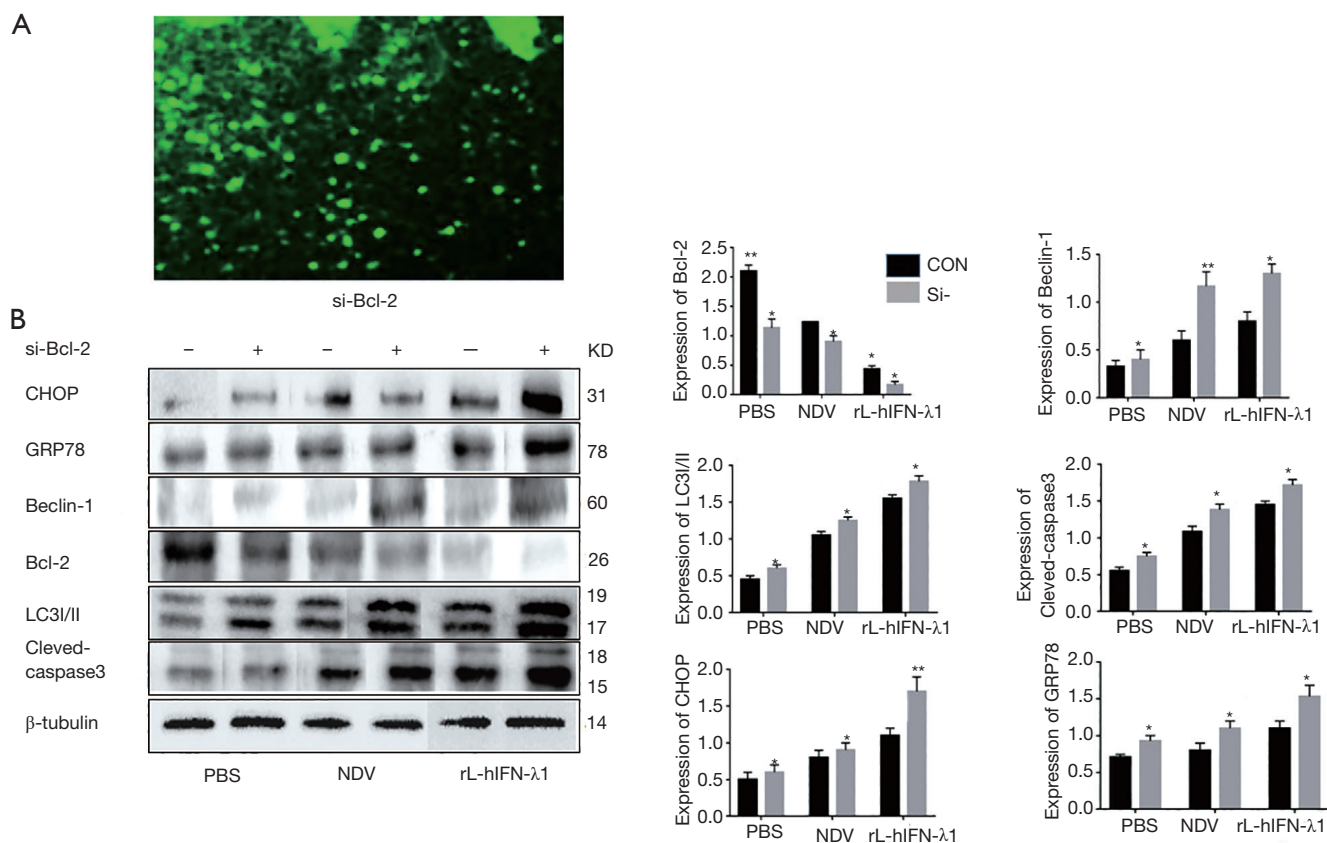 A
si-Bcl-2
B
si-Bcl-2 – + – + — + KD
CHOP 31
GRP78 78
Beclin-1 60
Bcl-2 26
LC3I/II 19
17
Cleved-
caspase3 18
15
β-tubulin 14
PBS NDV rL-hIFN-λ1
Expression of Bcl-2
2.5
2.0
1.5
1.0
0.5
0.0
** * * * *
PBS NDV rL-hIFN-λ1
CON
Si-
Expression of Beclin-1
1.5
1.0
0.5
0.0
* ** *
PBS NDV rL-hIFN-λ1
Expression of LC3I/II
2.0
1.5
1.0
0.5
0.0
* * *
PBS NDV rL-hIFN-λ1
Expression of
Cleved-caspase3
2.0
1.5
1.0
0.5
0.0
* * *
PBS NDV rL-hIFN-λ1
Expression of CHOP
2.0
1.5
1.0
0.5
0.0
* * **
PBS NDV rL-hIFN-λ1
Expression of GRP78
2.0
1.5
1.0
0.5
0.0
* * *
PBS NDV rL-hIFN-λ1